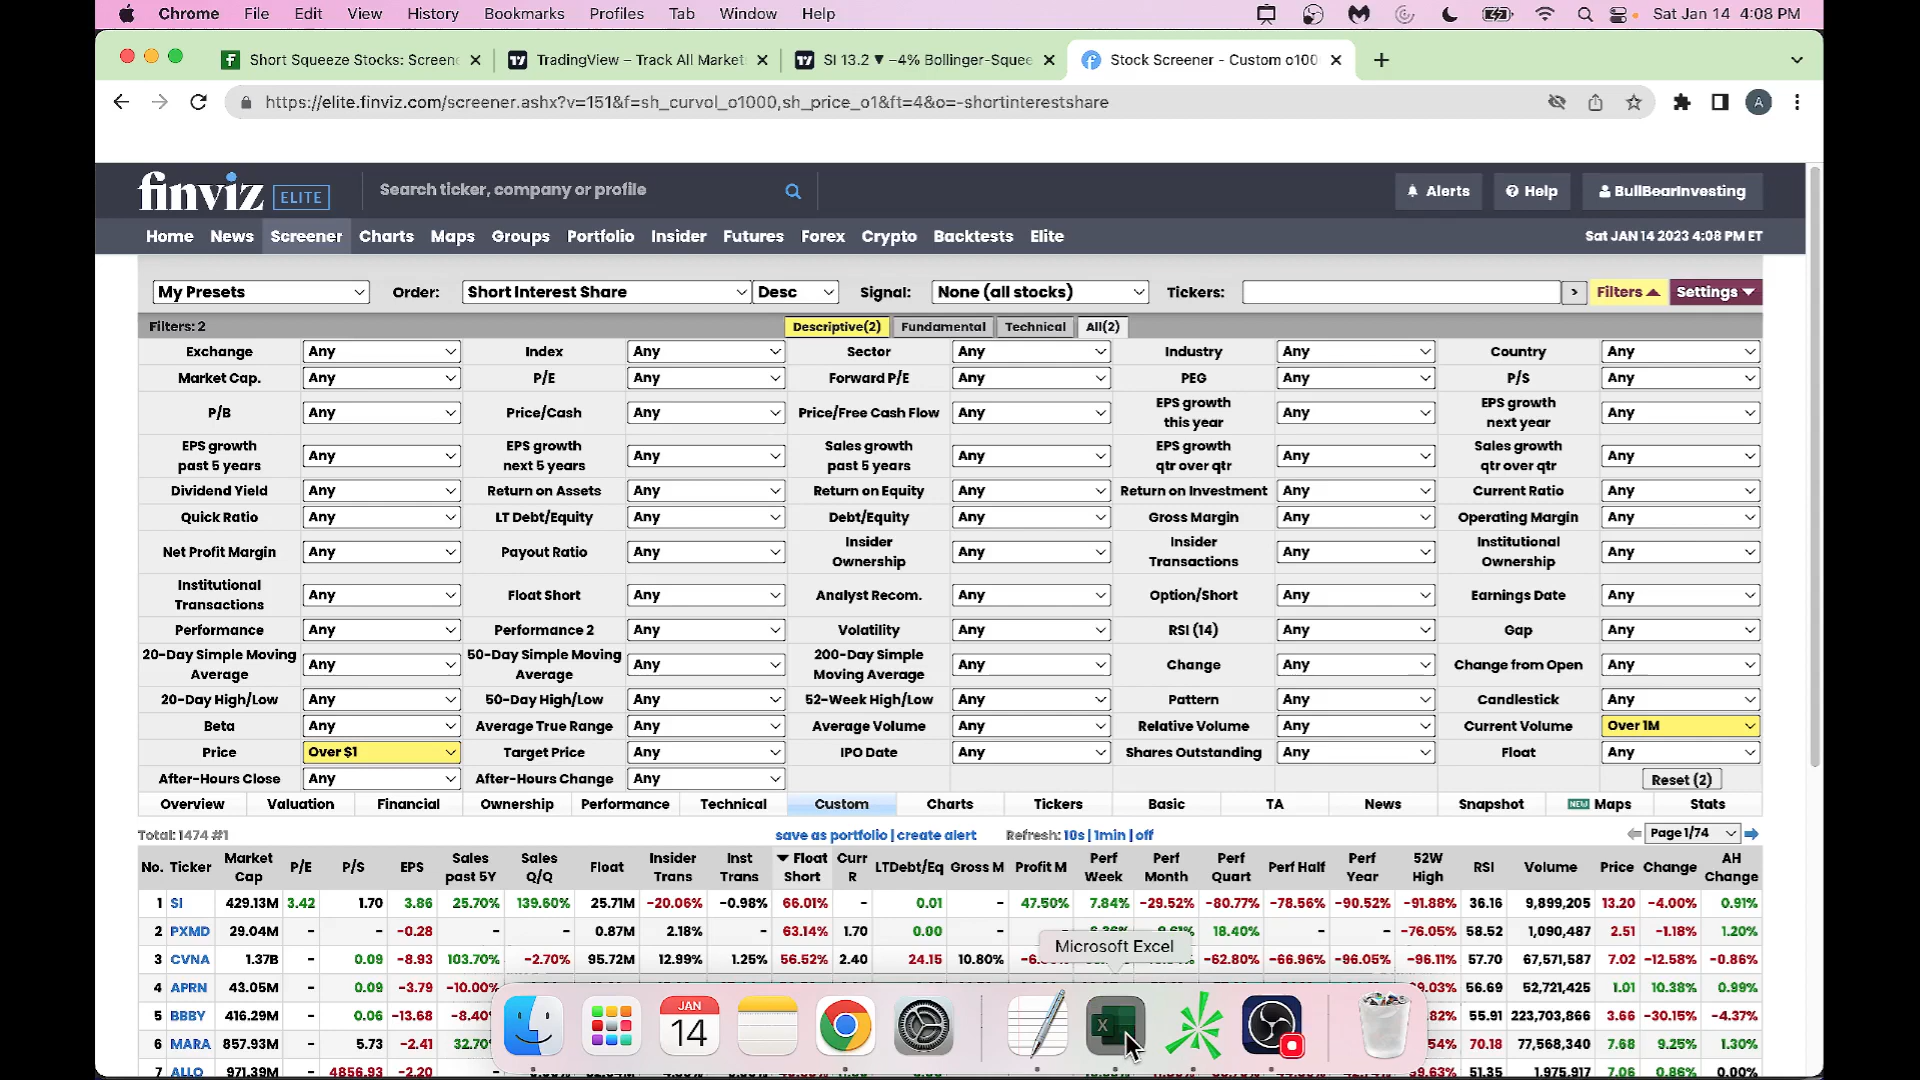 Chrome File Edit View History Bookmarks Profiles Tab Window Help Sat Jan 14 4:08 PM
Short Squeeze Stocks: Screen TradingView – Track All Market SI 13.2 ▼ −4% Bollinger-Squee Stock Screener - Custom o100
https://elite.finviz.com/screener.ashx?v=151&f=sh_curvol_o1000,sh_price_o1&ft=4&o=-shortinterestshare A
finviz ELITE Search ticker, company or profile Alerts Help BullBearInvesting
Home News Screener Charts Maps Groups Portfolio Insider Futures Forex Crypto Backtests Elite Sat JAN 14 2023 4:08 PM ET
My Presets Order: Short Interest Share Desc Signal: None (all stocks) Tickers: > Filters ▲ Settings ▼
Filters: 2 Descriptive(2) Fundamental Technical All(2)
Exchange Any Index Any Sector Any Industry Any Country Any
Market Cap. Any P/E Any Forward P/E Any PEG Any P/S Any
P/B Any Price/Cash Any Price/Free Cash Flow Any EPS growth this year Any EPS growth next year Any
EPS growth past 5 years Any EPS growth next 5 years Any Sales growth past 5 years Any EPS growth qtr over qtr Any Sales growth qtr over qtr Any
Dividend Yield Any Return on Assets Any Return on Equity Any Return on Investment Any Current Ratio Any
Quick Ratio Any LT Debt/Equity Any Debt/Equity Any Gross Margin Any Operating Margin Any
Net Profit Margin Any Payout Ratio Any Insider Ownership Any Insider Transactions Any Institutional Ownership Any
Institutional Transactions Any Float Short Any Analyst Recom. Any Option/Short Any Earnings Date Any
Performance Any Performance 2 Any Volatility Any RSI (14) Any Gap Any
20-Day Simple Moving Average Any 50-Day Simple Moving Average Any 200-Day Simple Moving Average Any Change Any Change from Open Any
20-Day High/Low Any 50-Day High/Low Any 52-Week High/Low Any Pattern Any Candlestick Any
Beta Any Average True Range Any Average Volume Any Relative Volume Any Current Volume Over 1M
Price Over $1 Target Price Any IPO Date Any Shares Outstanding Any Float Any
After-Hours Close Any After-Hours Change Any Reset (2)
Overview Valuation Financial Ownership Performance Technical Custom Charts Tickers Basic TA News Snapshot NEW Maps Stats
Total: 1474 #1 save as portfolio | create alert Refresh: 10s | 1min | off Page 1/74
No. Ticker Market Cap P/E P/S EPS Sales past 5Y Sales Q/Q Float Insider Trans Inst Trans ▼ Float Short Curr R LTDebt/Eq Gross M Profit M Perf Week Perf Month Perf Quart Perf Half Perf Year 52W High RSI Volume Price Change AH Change
1 SI 429.13M 3.42 1.70 3.86 25.70% 139.60% 25.71M -20.06% -0.98% 66.01% - 0.01 - 47.50% 7.84% -29.52% -80.77% -78.56% -90.52% -91.88% 36.16 9,899,205 13.20 -4.00% 0.91%
2 PXMD 29.04M - - -0.28 - - 0.87M 2.18% - 63.14% 1.70 0.00 - - 18.40% - - -76.05% 58.52 1,090,487 2.51 -1.18% 1.20%
Microsoft Excel
3 CVNA 1.37B - 0.09 -8.93 103.70% -2.70% 95.72M 12.99% 1.25% 56.52% 2.40 24.15 10.80% -62.80% -66.96% -96.05% -96.11% 57.70 67,571,587 7.02 -12.58% -0.86%
4 APRN 43.05M - 0.09 -3.79 -10.00% 9.03% 56.69 52,721,425 1.01 10.38% 0.99%
5 BBBY 416.29M - 0.06 -13.68 -8.40% 82% 55.91 223,703,866 3.66 -30.15% -4.37%
6 MARA 857.93M - 5.73 -2.41 32.70% 54% 70.18 77,568,340 7.68 9.25% 1.30%
7 ALLO 971.39M - 4856.93 -2.20 51.35 1,975,917 7.06 0.86% 0.00%
JAN
14